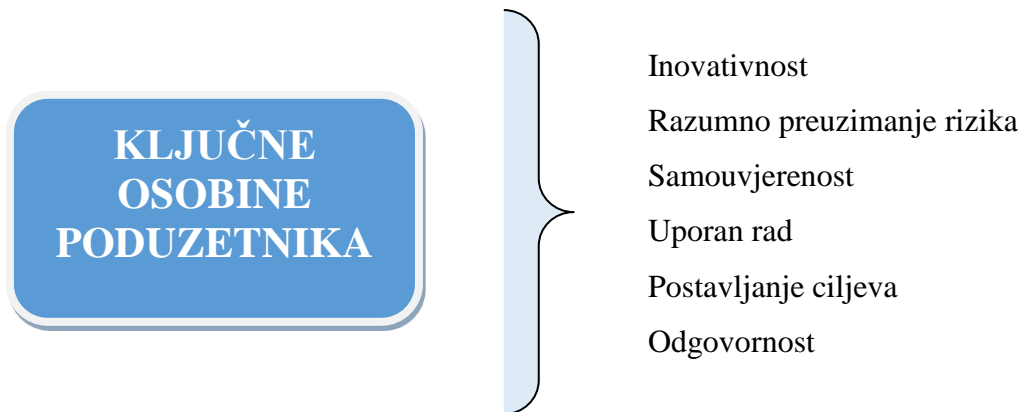 KLJUČNE
OSOBINE
PODUZETNIKA
Inovativnost
Razumno preuzimanje rizika
Samouvjerenost
Uporan rad
Postavljanje ciljeva
Odgovornost